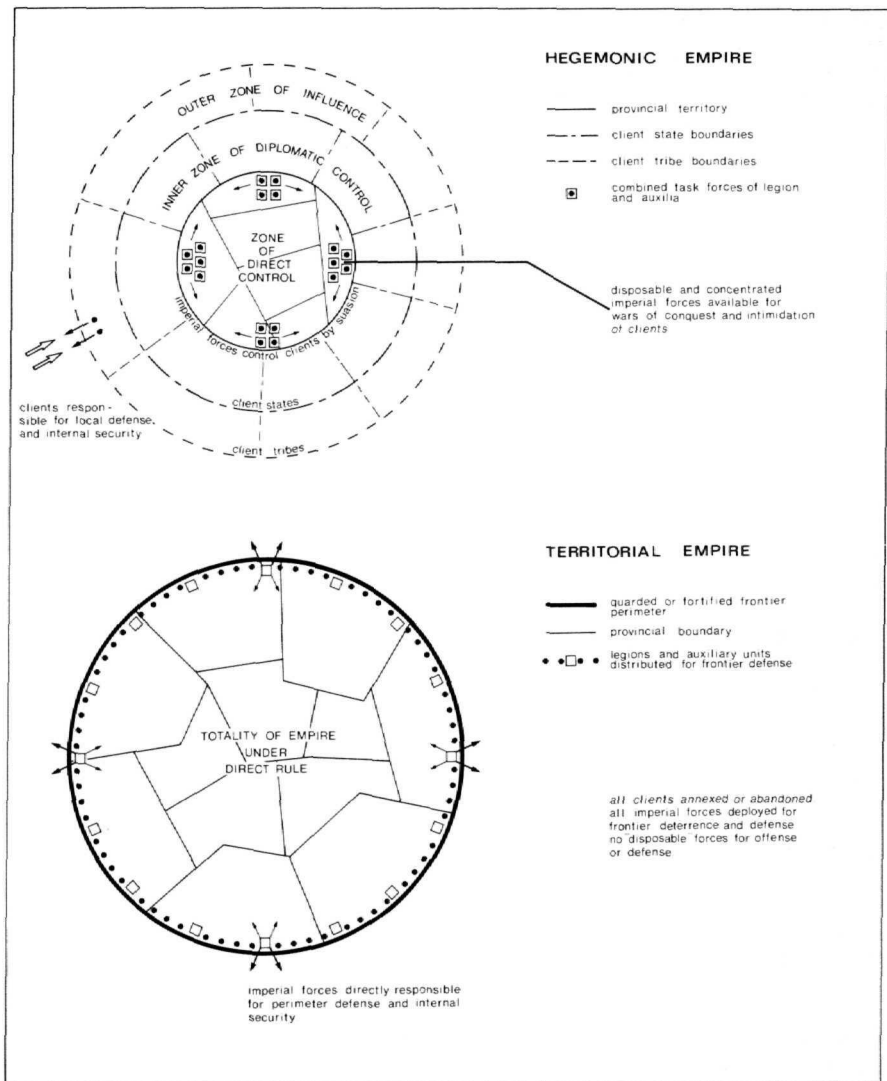 HEGEMONIC EMPIRE
provincial territory
client state boundaries
client tribe boundaries
combined task forces of legion
and auxilia
disposable and concentrated
imperial forces available for
wars of conquest and intimidation
of clients
OUTER ZONE OF INFLUENCE
INNER ZONE OF DIPLOMATIC CONTROL
ZONE
OF
DIRECT
CONTROL
imperial forces control clients by suasion
client states
client tribes
clients respon-
sible for local defense
and internal security
TERRITORIAL EMPIRE
guarded or fortified frontier
perimeter
provincial boundary
legions and auxiliary units
distributed for frontier defense
TOTALITY OF EMPIRE
UNDER
DIRECT RULE
all clients annexed or abandoned
all imperial forces deployed for
frontier deterrence and defense
no disposable forces for offense
or defense
imperial forces directly responsible
for perimeter defense and internal
security